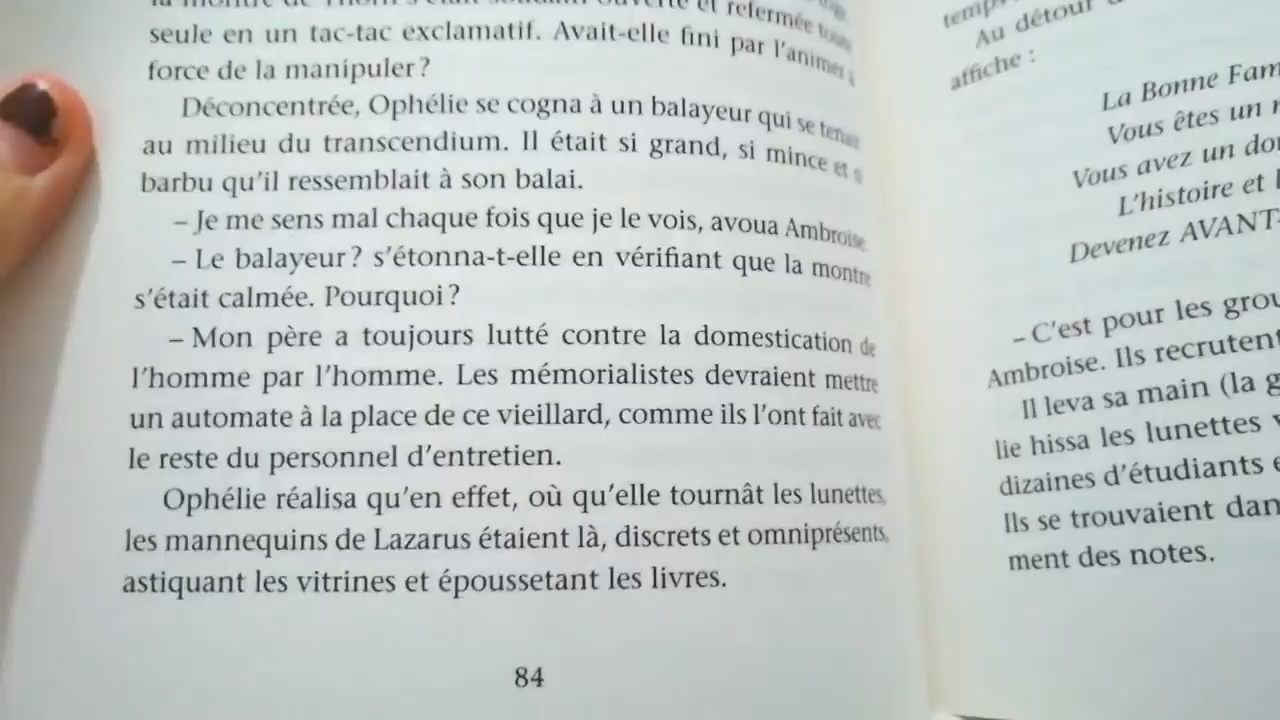 et refermée
seule en un tac-tac exclamatif. Avait-elle fini par l'animer à
force de la manipuler ?
Déconcentrée, Ophélie se cogna à un balayeur qui se tenait
au milieu du transcendium. Il était si grand, si mince et si
barbu qu'il ressemblait à son balai.
– Je me sens mal chaque fois que je le vois, avoua Ambroise.
– Le balayeur ? s'étonna-t-elle en vérifiant que la montre
s'était calmée. Pourquoi ?
– Mon père a toujours lutté contre la domestication de
l'homme par l'homme. Les mémorialistes devraient mettre
un automate à la place de ce vieillard, comme ils l'ont fait avec
le reste du personnel d'entretien.
Ophélie réalisa qu'en effet, où qu'elle tournât les lunettes,
les mannequins de Lazarus étaient là, discrets et omniprésents,
astiquant les vitrines et époussetant les livres.
84
temps
Au détour
affiche :
La Bonne Fam
Vous êtes un
Vous avez un do
L'histoire et
Devenez AVANT
– C'est pour les grou
Ambroise. Ils recrutent
Il leva sa main (la g
lie hissa les lunettes
dizaines d'étudiants
Ils se trouvaient dan
ment des notes.